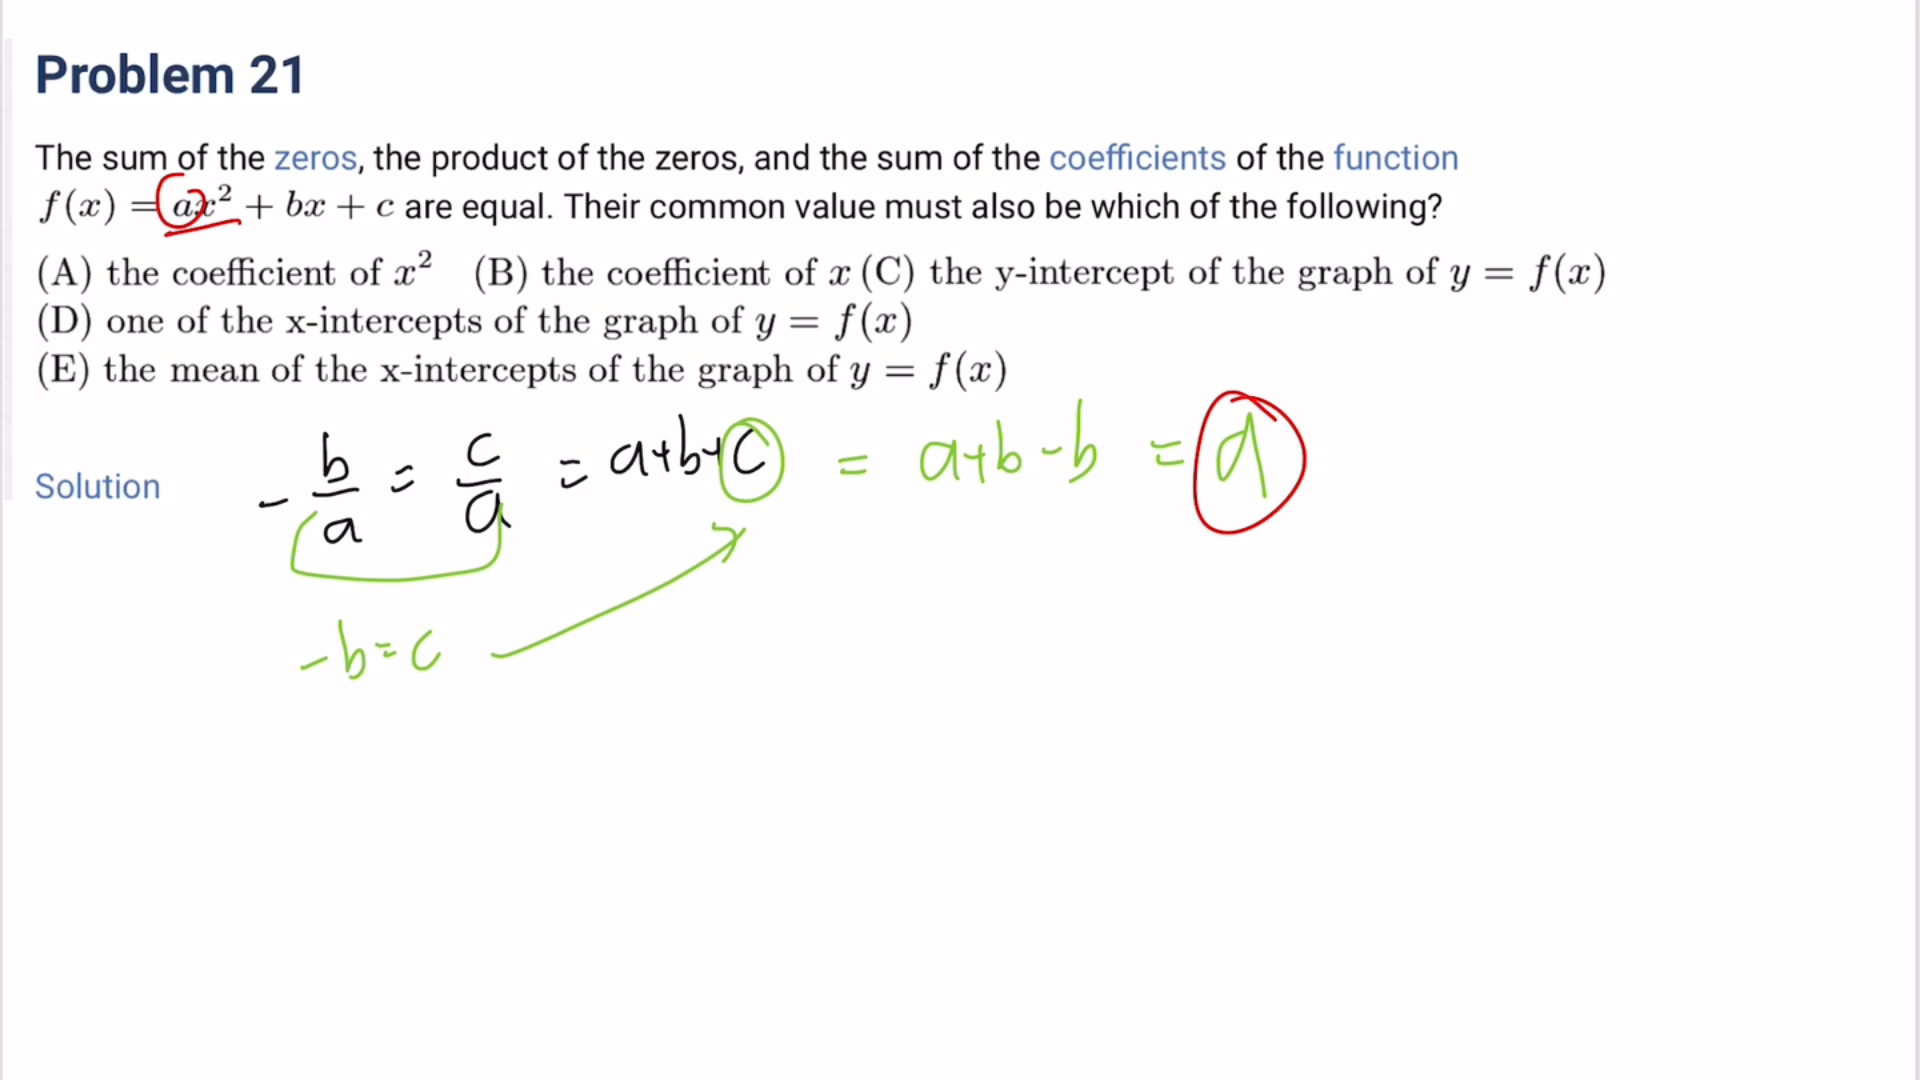 Problem 21
The sum of the zeros, the product of the zeros, and the sum of the coefficients of the function
f(x) = ax² + bx + c are equal. Their common value must also be which of the following?
(A) the coefficient of x² (B) the coefficient of x (C) the y-intercept of the graph of y = f(x)
(D) one of the x-intercepts of the graph of y = f(x)
(E) the mean of the x-intercepts of the graph of y = f(x)
Solution
-b/a = c/a = a+b+c = a+b-b = a
-b=c